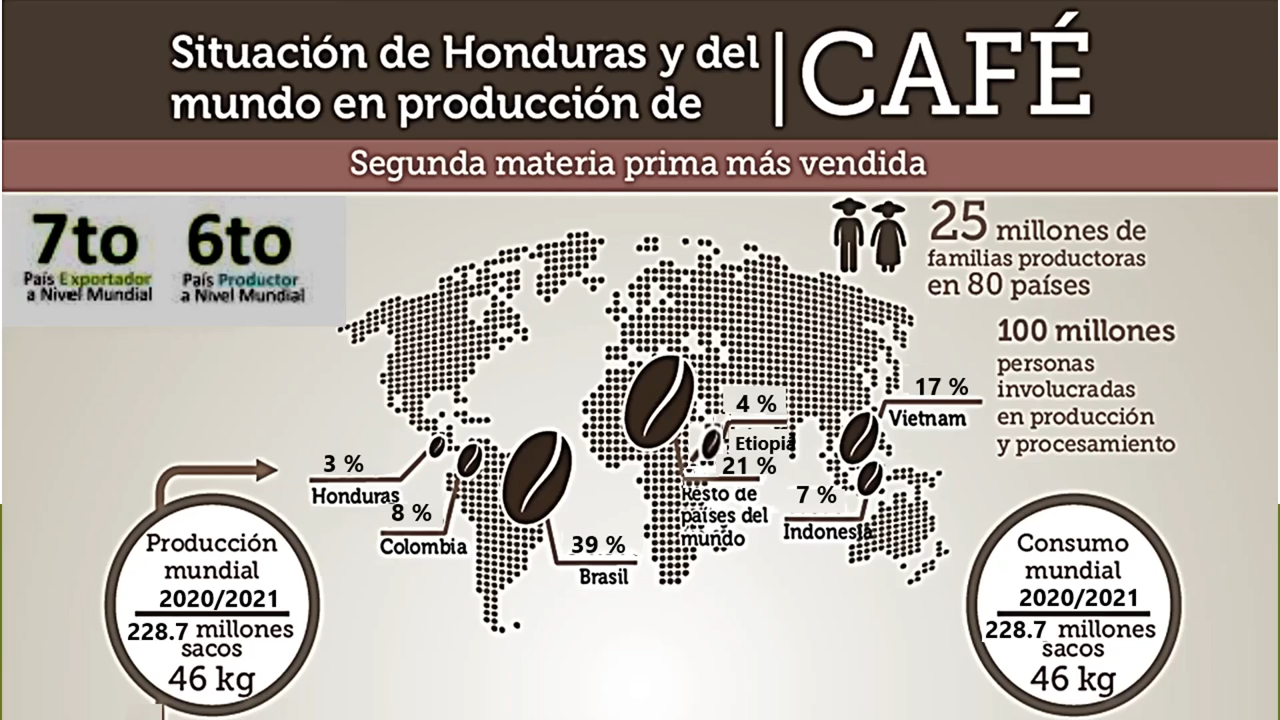 Situación de Honduras y del
mundo en producción de
CAFÉ
Segunda materia prima más vendida
7to
País Exportador
a Nivel Mundial
6to
País Productor
a Nivel Mundial
25 millones de
familias productoras
en 80 países
100 millones
personas
involucradas
en producción
y procesamiento
17 %
Vietnam
4 %
Etiopia
21 %
Resto de
países del
mundo
7 %
Indonesia
3 %
Honduras
8 %
Colombia
39 %
Brasil
Producción
mundial
2020/2021
228.7 millones
sacos
46 kg
Consumo
mundial
2020/2021
228.7 millones
sacos
46 kg